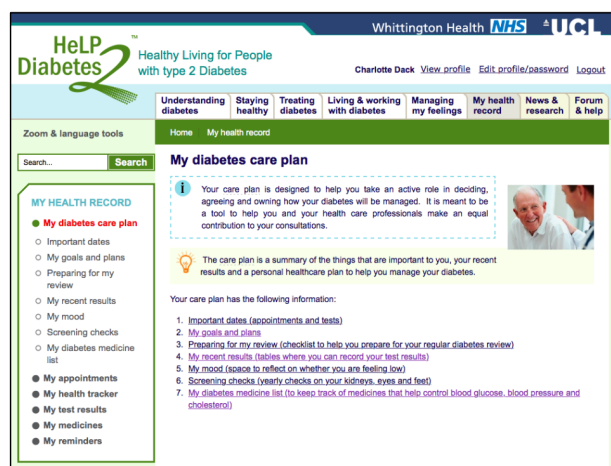 Whittington Health NHS UCL
HeLP
Diabetes 2 ™
Healthy Living for People
with type 2 Diabetes
Charlotte Dack View profile Edit profile/password Logout
Understanding diabetes
Staying healthy
Treating diabetes
Living & working with diabetes
Managing my feelings
My health record
News & research
Forum & help
Zoom & language tools
Home My health record
Search... Search
My diabetes care plan
i
Your care plan is designed to help you take an active role in deciding,
agreeing and owning how your diabetes will be managed. It is meant to be
a tool to help you and your health care professionals make an equal
contribution to your consultations.
The care plan is a summary of the things that are important to you, your recent
results and a personal healthcare plan to help you manage your diabetes.
Your care plan has the following information:
1. Important dates (appointments and tests)
2. My goals and plans
3. Preparing for my review (checklist to help you prepare for your regular diabetes review)
4. My recent results (tables where you can record your test results)
5. My mood (space to reflect on whether you are feeling low)
6. Screening checks (yearly checks on your kidneys, eyes and feet)
7. My diabetes medicine list (to keep track of medicines that help control blood glucose, blood pressure and
cholesterol)
MY HEALTH RECORD
My diabetes care plan
Important dates
My goals and plans
Preparing for my
review
My recent results
My mood
Screening checks
My diabetes medicine
list
My appointments
My health tracker
My test results
My medicines
My reminders